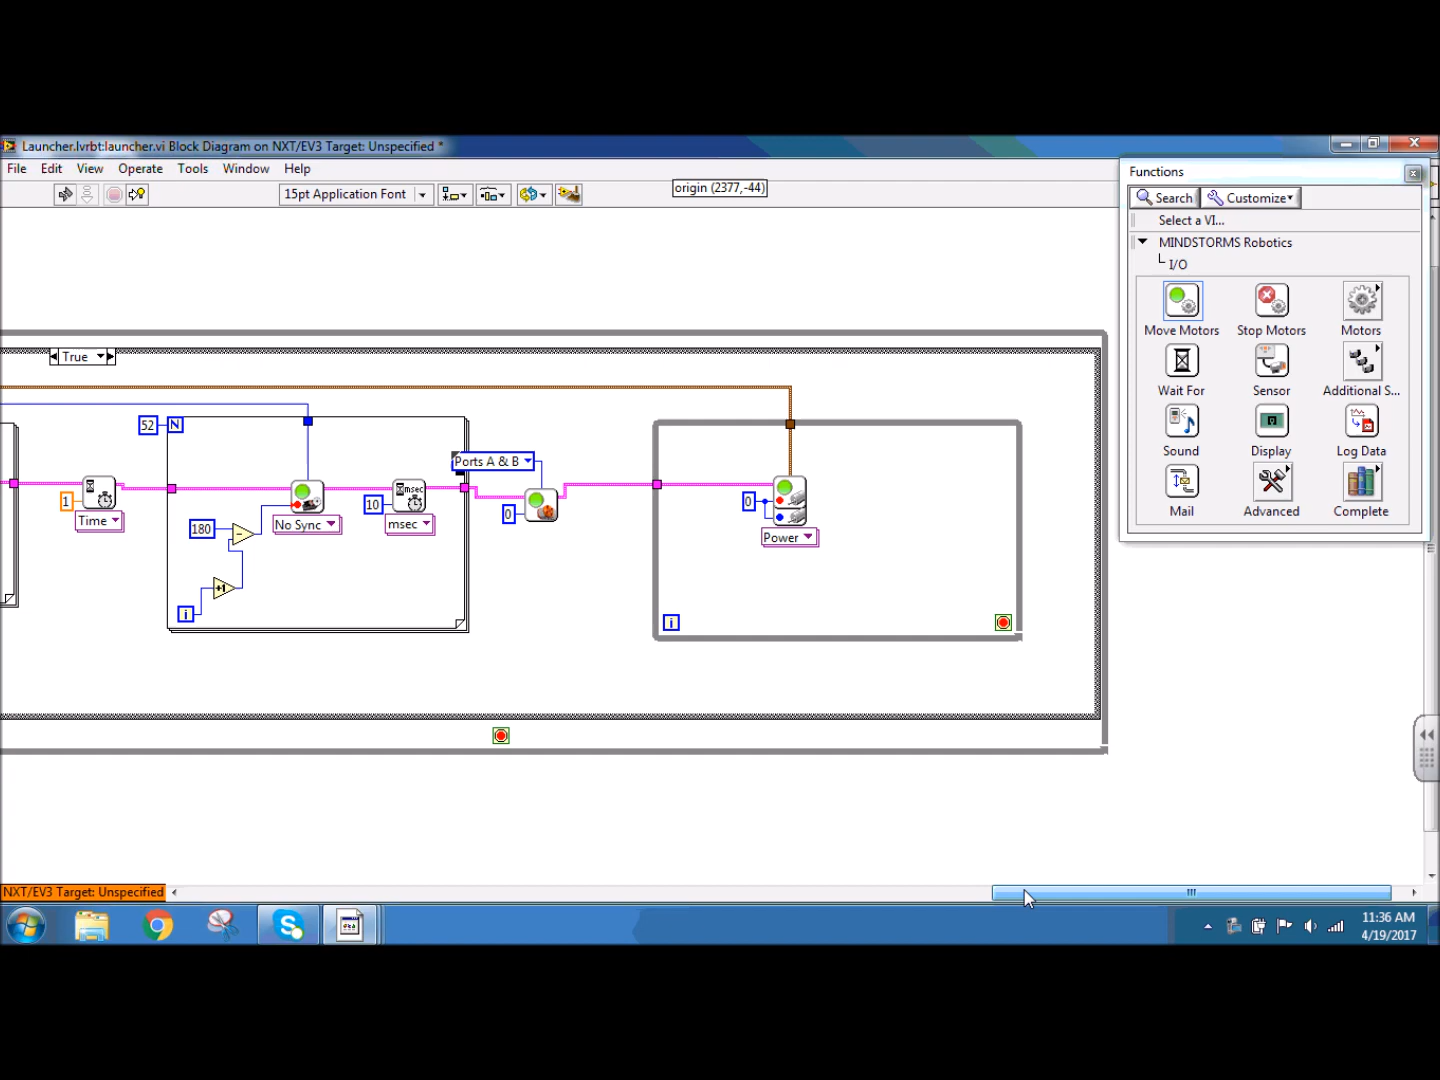 Launcher.lvrbt:launcher.vi Block Diagram on NXT/EV3 Target: Unspecified *
File Edit View Operate Tools Window Help
15pt Application Font
origin (2377,-44)
Functions
Search Customize
Select a VI...
MINDSTORMS Robotics
I/O
Move Motors Stop Motors Motors
Wait For Sensor Additional S...
Sound Display Log Data
Mail Advanced Complete
True
52 N
Ports A & B
1
Time
10
msec
msec
0
0
180
No Sync
Power
+1
i
i
NXT/EV3 Target: Unspecified
11:36 AM
4/19/2017